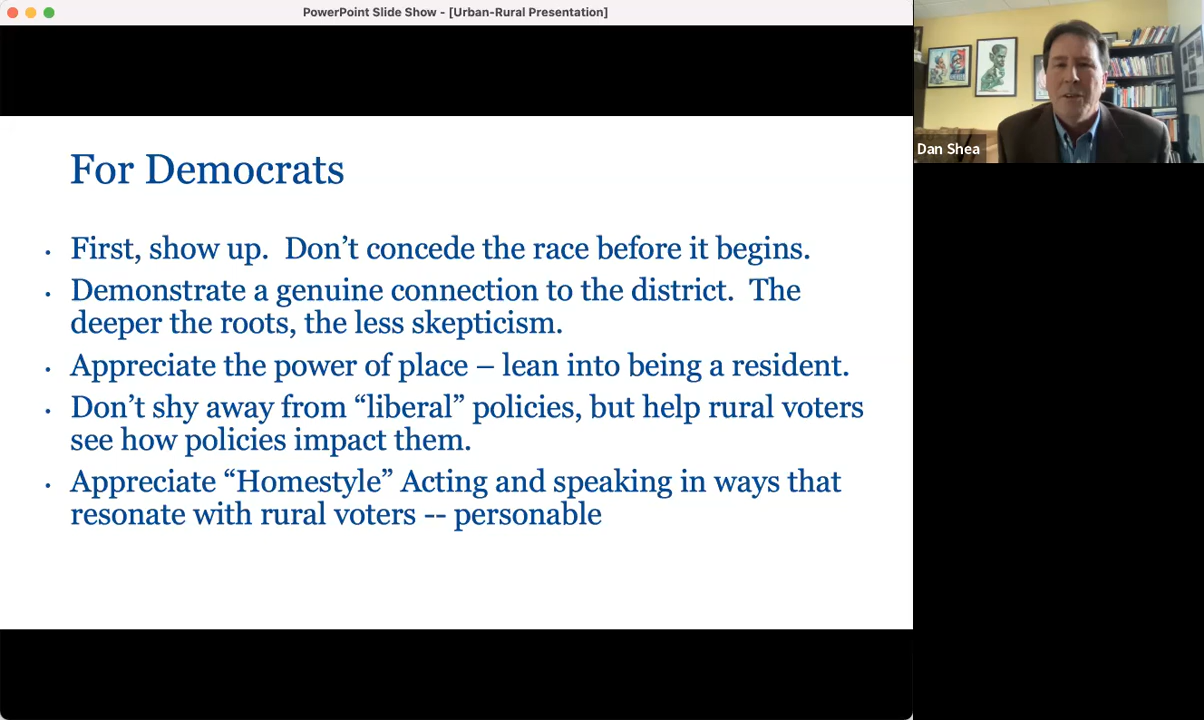 PowerPoint Slide Show - [Urban-Rural Presentation]
For Democrats
• First, show up.  Don’t concede the race before it begins.
• Demonstrate a genuine connection to the district.  The
deeper the roots, the less skepticism.
• Appreciate the power of place – lean into being a resident.
• Don’t shy away from “liberal” policies, but help rural voters
see how policies impact them.
• Appreciate “Homestyle” Acting and speaking in ways that
resonate with rural voters -- personable
Dan Shea